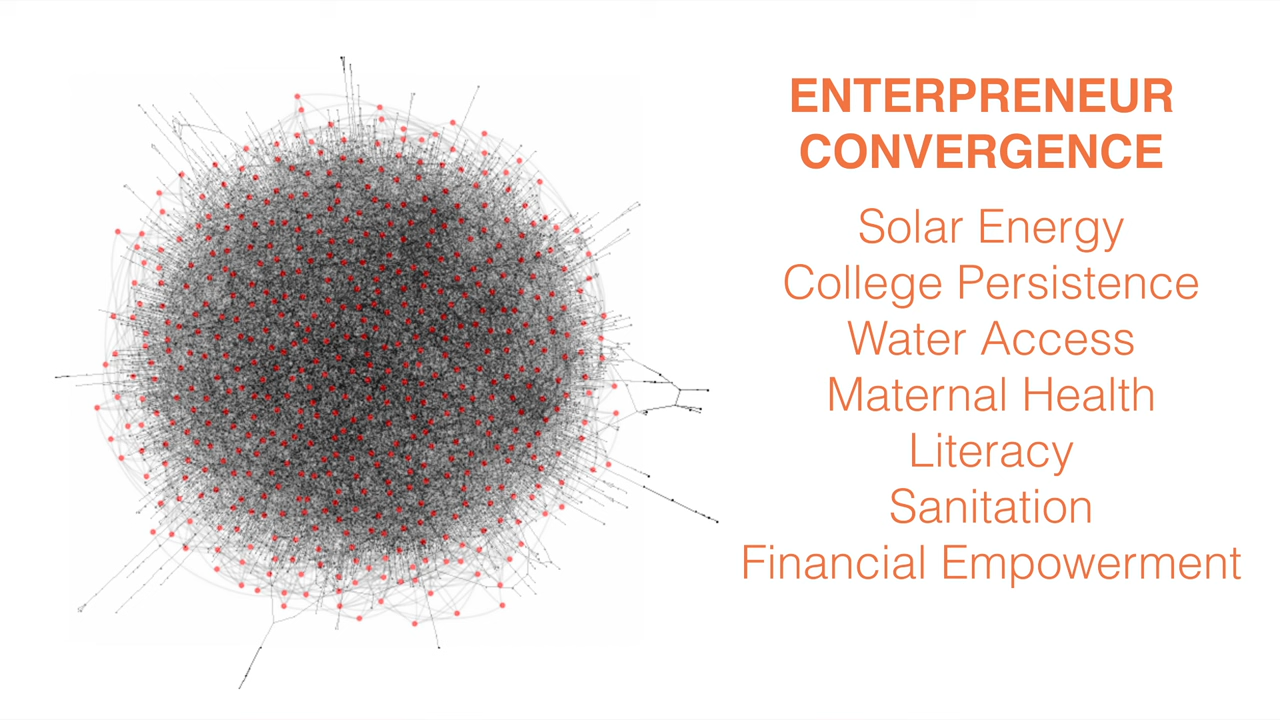 ENTERPRENEUR
CONVERGENCE
Solar Energy
College Persistence
Water Access
Maternal Health
Literacy
Sanitation
Financial Empowerment